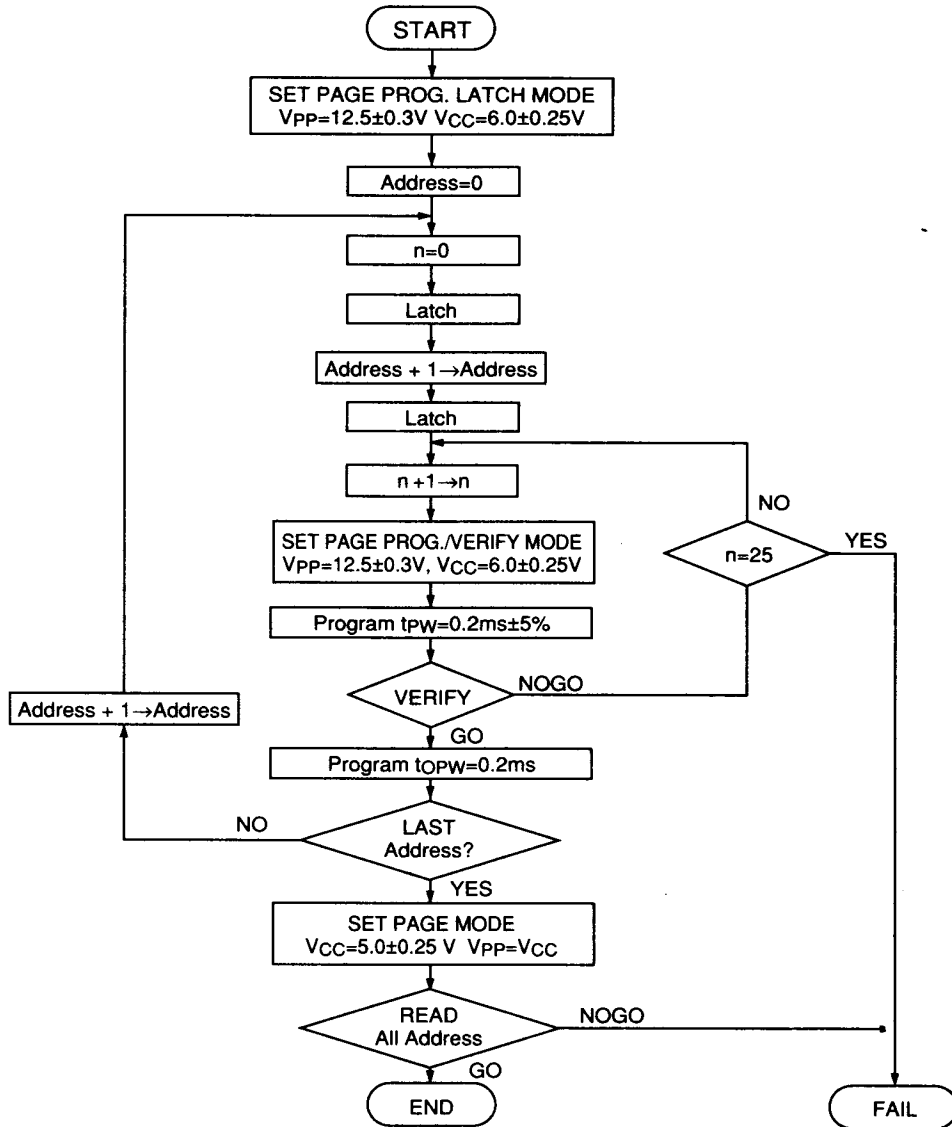 START
SET PAGE PROG. LATCH MODE
VPP=12.5±0.3V VCC=6.0±0.25V
Address=0
n=0
Latch
Address + 1→Address
Latch
n +1→n
NO
SET PAGE PROG./VERIFY MODE
VPP=12.5±0.3V, VCC=6.0±0.25V
n=25
YES
Program tPW=0.2ms±5%
VERIFY
NOGO
Address + 1→Address
GO
Program tOPW=0.2ms
NO
LAST
Address?
YES
SET PAGE MODE
VCC=5.0±0.25 V VPP=VCC
READ
All Address
NOGO
GO
END
FAIL